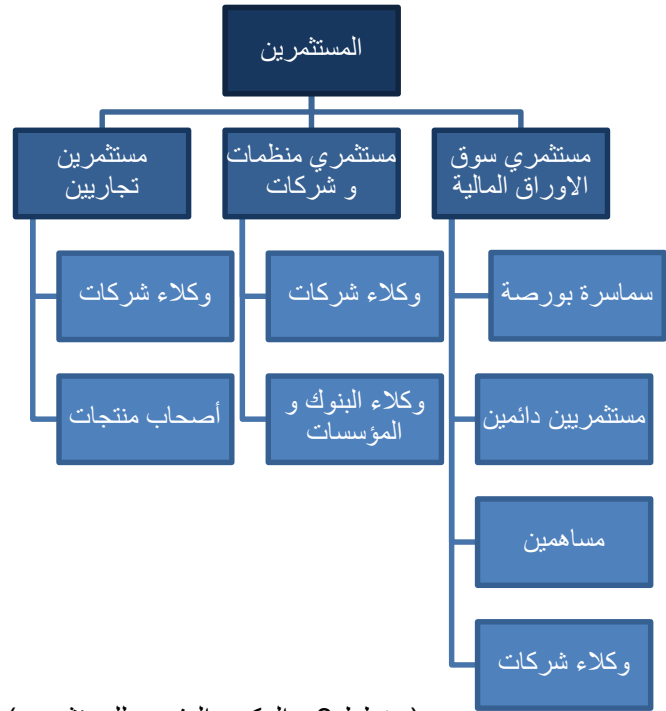 المستثمرين
مستثمري سوق
الاوراق المالية
سماسرة بورصة
مستثمريين دائمين
مساهمين
وكلاء شركات
مستثمري منظمات
و شركات
وكلاء شركات
وكلاء البنوك و
المؤسسات
مستثمرين
تجاريين
وكلاء شركات
أصحاب منتجات